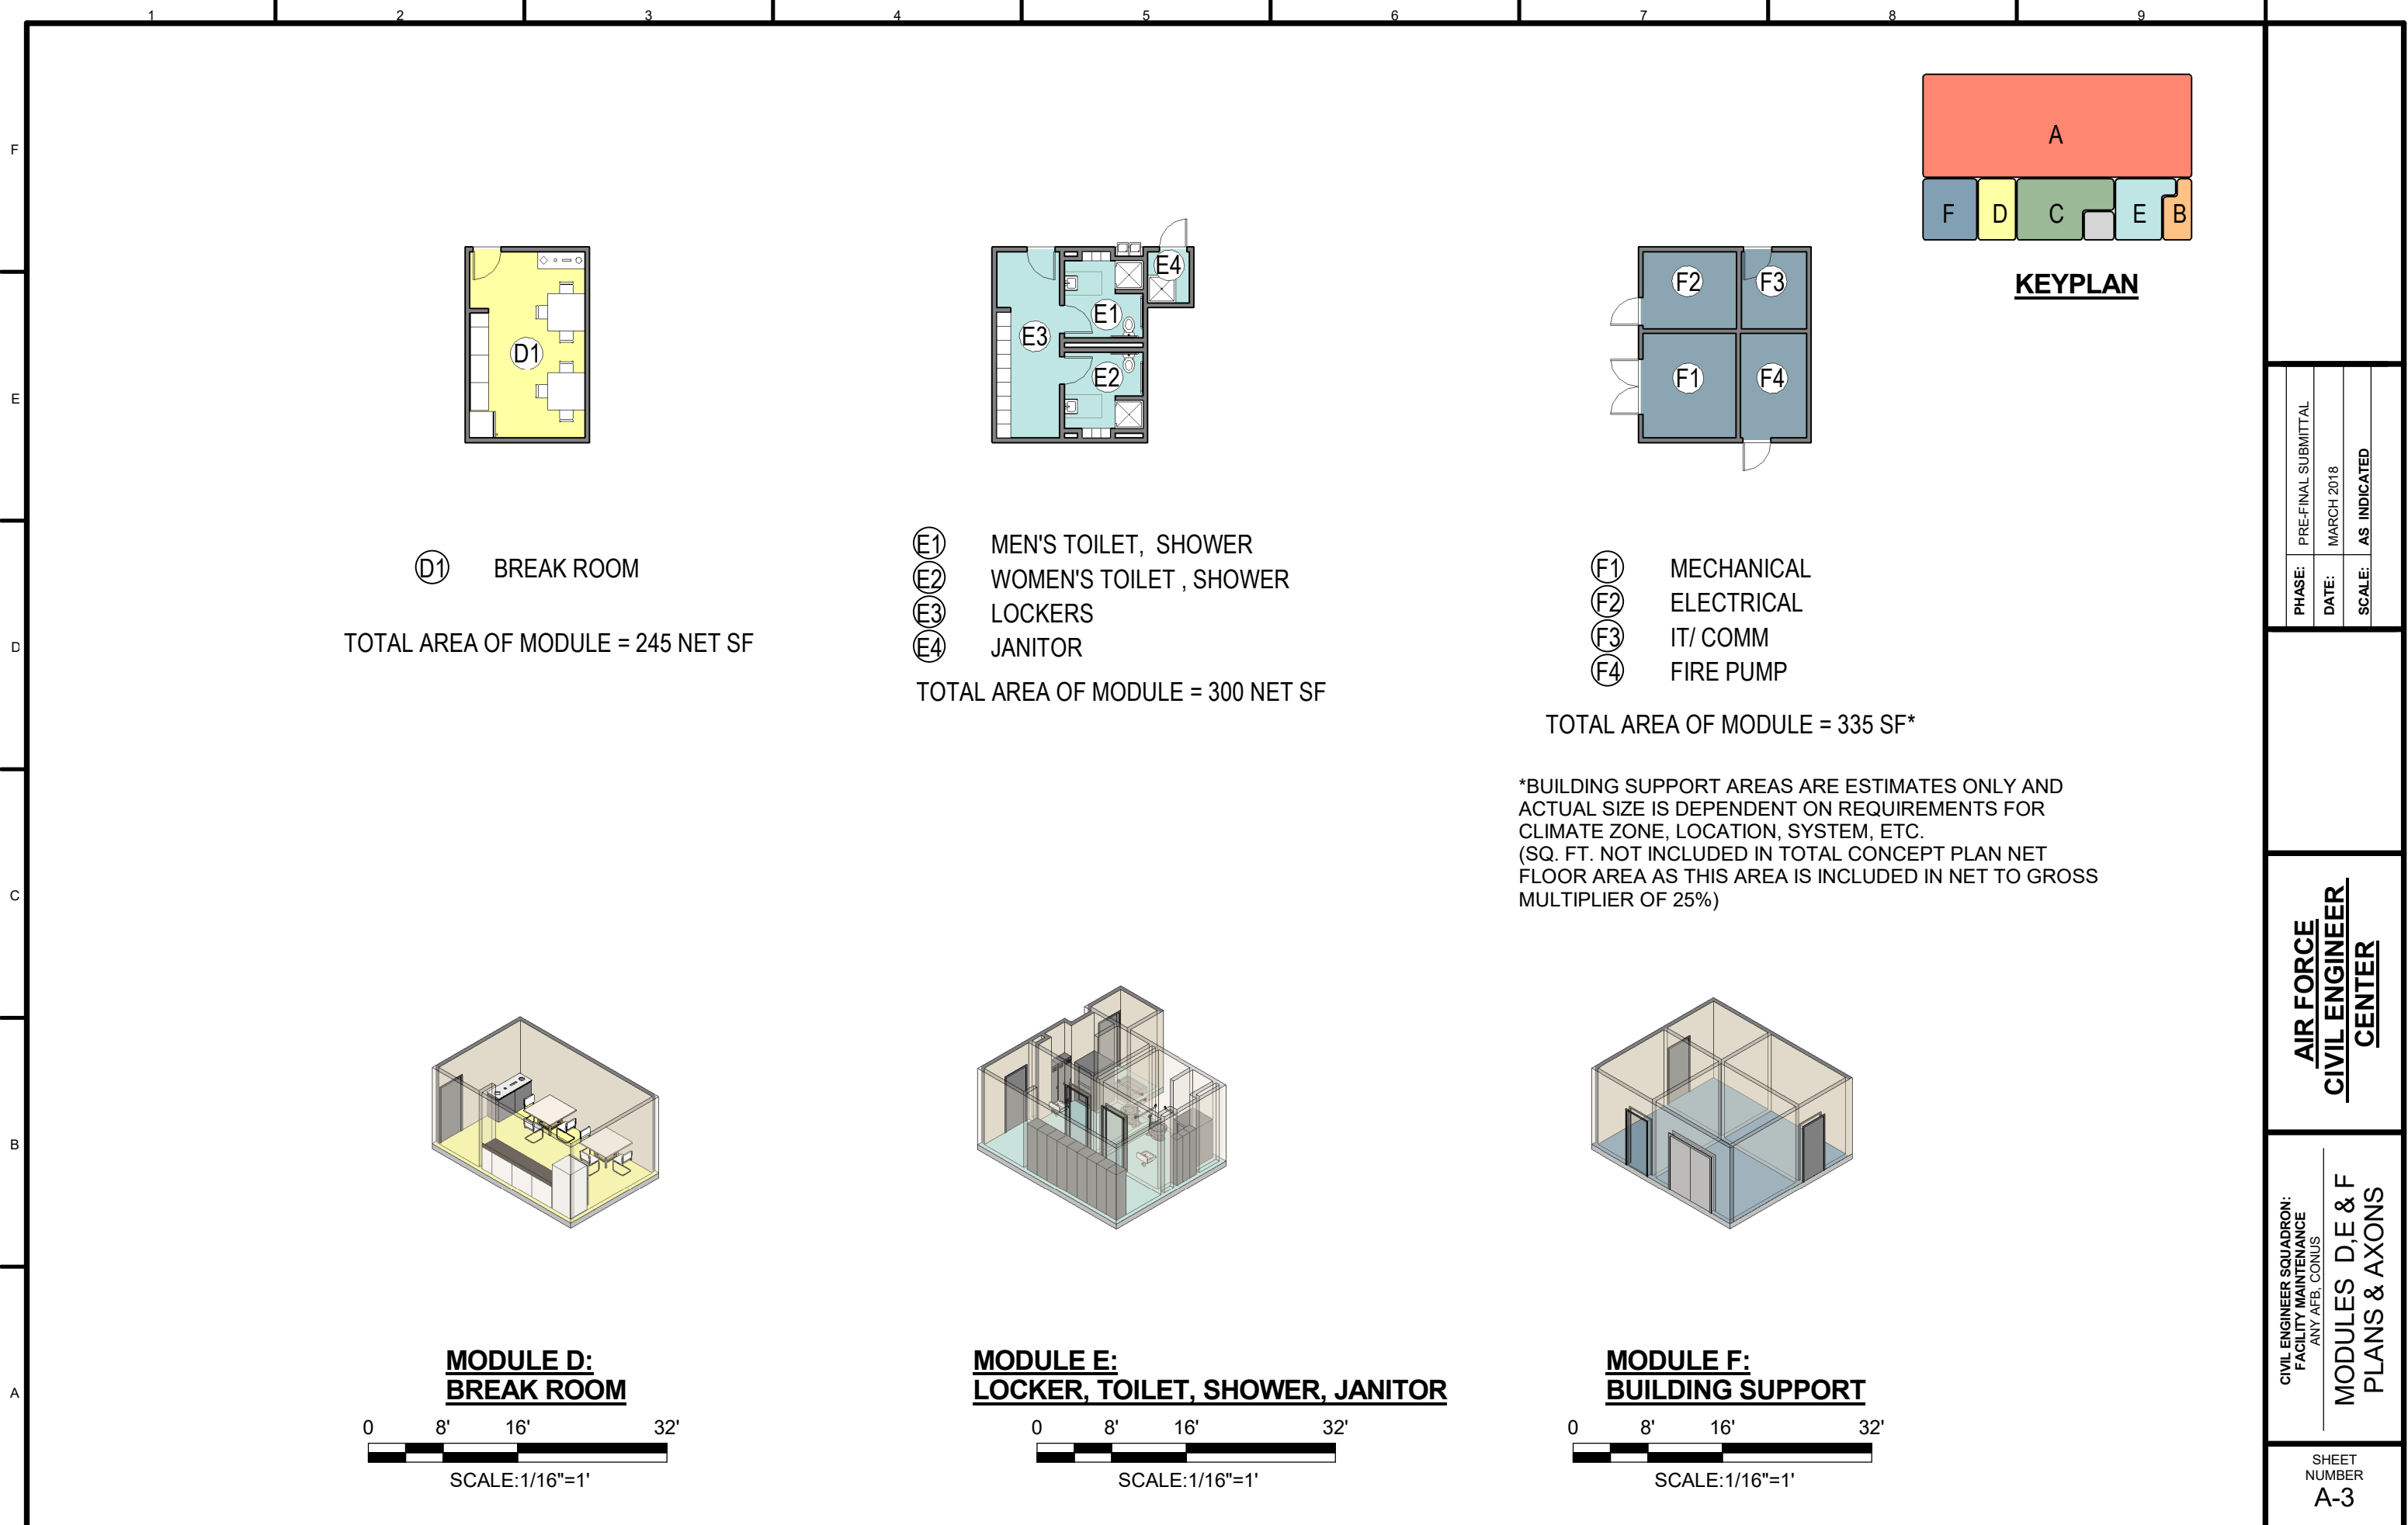 1 2 3 4 5 6 7 8 9
F
E
D
C
B
A
A
F D C E B
KEYPLAN
D1
E1
E2
E3
E4
F2
F3
F1
F4
D1 BREAK ROOM
TOTAL AREA OF MODULE = 245 NET SF
E1 MEN'S TOILET, SHOWER
E2 WOMEN'S TOILET , SHOWER
E3 LOCKERS
E4 JANITOR
TOTAL AREA OF MODULE = 300 NET SF
F1 MECHANICAL
F2 ELECTRICAL
F3 IT/ COMM
F4 FIRE PUMP
TOTAL AREA OF MODULE = 335 SF*
*BUILDING SUPPORT AREAS ARE ESTIMATES ONLY AND
ACTUAL SIZE IS DEPENDENT ON REQUIREMENTS FOR
CLIMATE ZONE, LOCATION, SYSTEM, ETC.
(SQ. FT. NOT INCLUDED IN TOTAL CONCEPT PLAN NET
FLOOR AREA AS THIS AREA IS INCLUDED IN NET TO GROSS
MULTIPLIER OF 25%)
MODULE D:
BREAK ROOM
0 8' 16' 32'
SCALE:1/16"=1'
MODULE E:
LOCKER, TOILET, SHOWER, JANITOR
0 8' 16' 32'
SCALE:1/16"=1'
MODULE F:
BUILDING SUPPORT
0 8' 16' 32'
SCALE:1/16"=1'
PHASE: PRE-FINAL SUBMITTAL
DATE: MARCH 2018
SCALE: AS INDICATED
AIR FORCE
CIVIL ENGINEER
CENTER
CIVIL ENGINEER SQUADRON:
FACILITY MAINTENANCE
ANY AFB, CONUS
MODULES D,E & F
PLANS & AXONS
SHEET
NUMBER
A-3